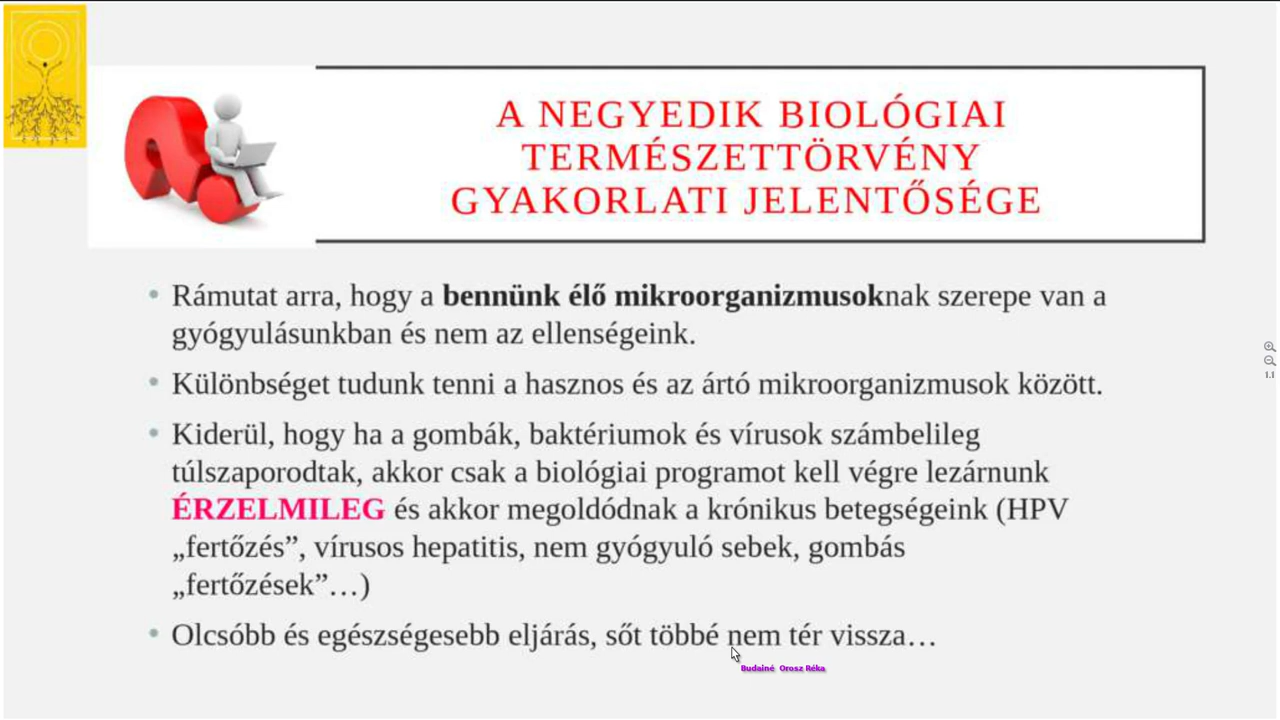 A NEGYEDIK BIOLÓGIAI
TERMÉSZETTÖRVÉNY
GYAKORLATI JELENTŐSÉGE
• Rámutat arra, hogy a bennünk élő mikroorganizmusoknak szerepe van a
gyógyulásunkban és nem az ellenségeink.
• Különbséget tudunk tenni a hasznos és az ártó mikroorganizmusok között.
• Kiderül, hogy ha a gombák, baktériumok és vírusok számbelileg
túlszaporodtak, akkor csak a biológiai programot kell végre lezárnunk
ÉRZELMILEG és akkor megoldódnak a krónikus betegségeink (HPV
„fertőzés”, vírusos hepatitis, nem gyógyuló sebek, gombás
„fertőzések”…)
• Olcsóbb és egészségesebb eljárás, sőt többé nem tér vissza…
Budainé Orosz Réka
1.1